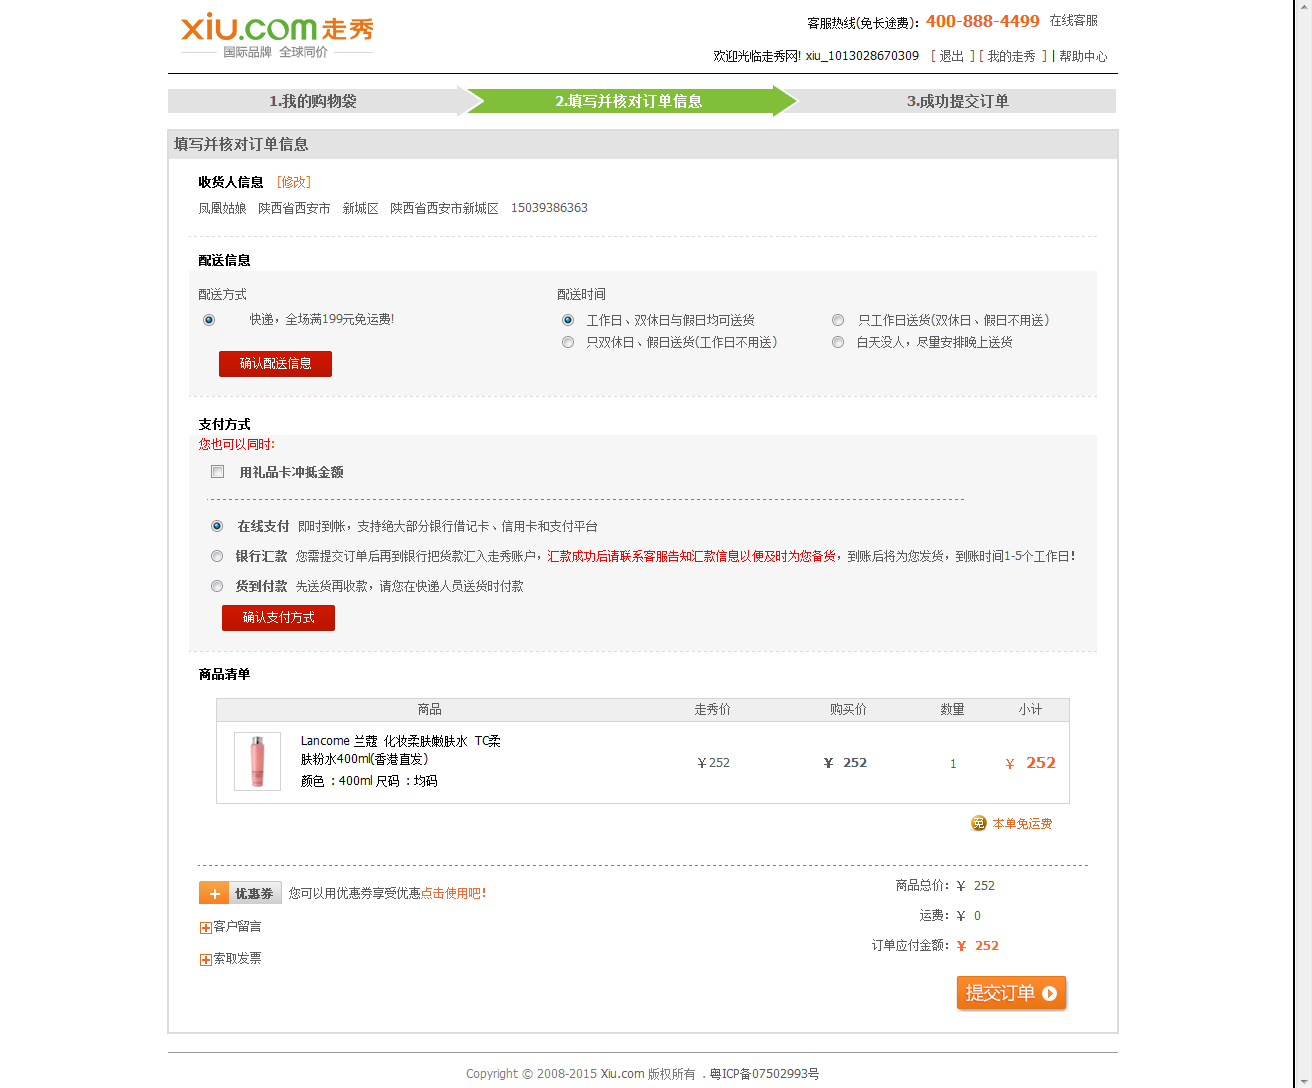 xiu.com走秀
国际品牌 全球同价
客服热线(免长途费)：400-888-4499 在线客服
欢迎光临走秀网! xiu_1013028670309 [ 退出 ] [ 我的走秀 ] | 帮助中心
1.我的购物袋 2.填写并核对订单信息 3.成功提交订单
填写并核对订单信息
收货人信息 [修改]
凤凰姑娘 陕西省西安市 新城区 陕西省西安市新城区 15039386363
配送信息
配送方式 配送时间
快递，全场满199元免运费! 工作日、双休日与假日均可送货 只工作日送货(双休日、假日不用送)
只双休日、假日送货(工作日不用送) 白天没人，尽量安排晚上送货
确认配送信息
支付方式
您也可以同时:
用礼品卡冲抵金额
在线支付 即时到帐，支持绝大部分银行借记卡、信用卡和支付平台
银行汇款 您需提交订单后再到银行把货款汇入走秀账户，汇款成功后请联系客服告知汇款信息以便及时为您备货，到账后将为您发货，到账时间1-5个工作日!
货到付款 先送货再收款，请您在快递人员送货时付款
确认支付方式
商品清单
商品 走秀价 购买价 数量 小计
Lancome 兰蔻 化妆柔肤嫩肤水 TC柔
肤粉水400ml(香港直发)
颜色 ：400ml 尺码 ：均码
￥252 ￥ 252 1 ￥ 252
免 本单免运费
+ 优惠券 您可以用优惠券享受优惠点击使用吧!
客户留言
索取发票
商品总价：￥ 252
运费：￥ 0
订单应付金额：￥ 252
提交订单
Copyright © 2008-2015 Xiu.com 版权所有 . 粤ICP备07502993号